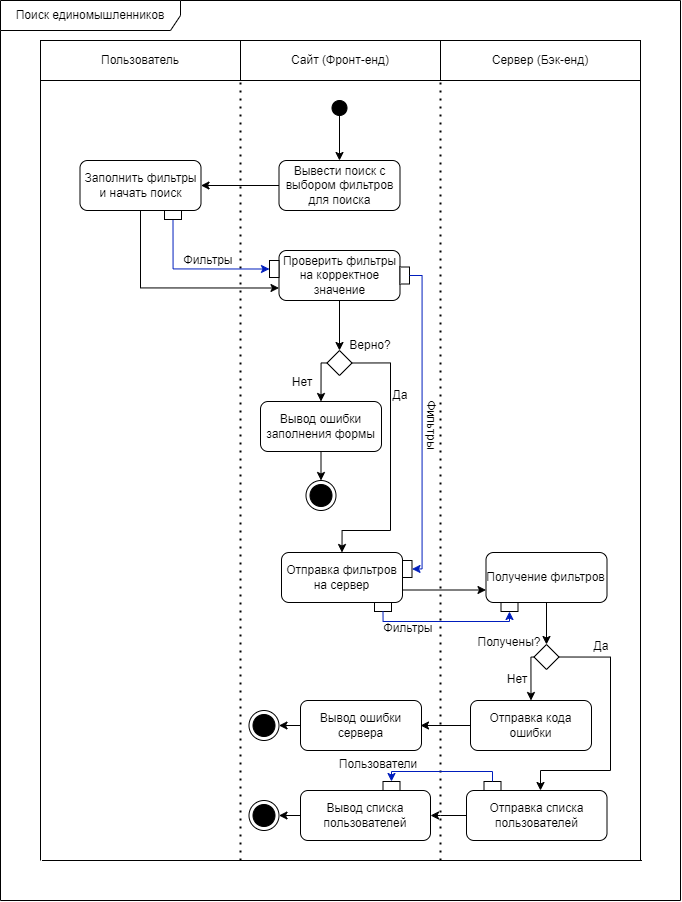 Поиск единомышленников
Пользователь
Сайт (Фронт-енд)
Сервер (Бэк-енд)
Заполнить фильтры
и начать поиск
Вывести поиск с
выбором фильтров
для поиска
Фильтры
Проверить фильтры
на корректное
значение
Верно?
Нет
Да
Фильтры
Вывод ошибки
заполнения формы
Отправка фильтров
на сервер
Получение фильтров
Фильтры
Получены?
Да
Нет
Вывод ошибки
сервера
Отправка кода
ошибки
Пользователи
Вывод списка
пользователей
Отправка списка
пользователей